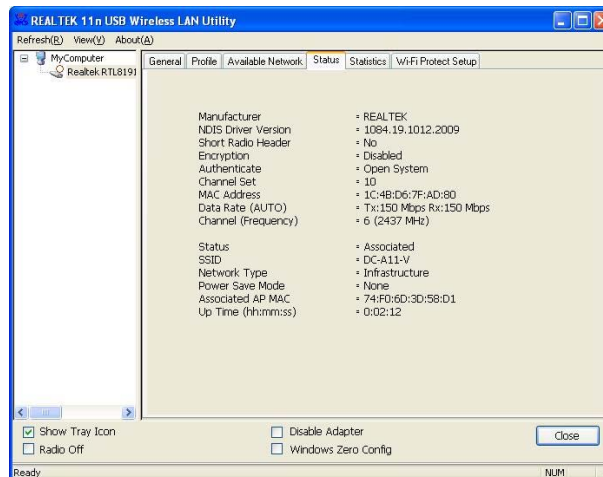 REALTEK 11n USB Wireless LAN Utility
Refresh(R) View(V) About(A)
MyComputer
Realtek RTL8191
General Profile Available Network Status Statistics Wi-Fi Protect Setup
Manufacturer = REALTEK
NDIS Driver Version = 1084.19.1012.2009
Short Radio Header = No
Encryption = Disabled
Authenticate = Open System
Channel Set = 10
MAC Address = 1C:4B:D6:7F:AD:80
Data Rate (AUTO) = Tx:150 Mbps Rx:150 Mbps
Channel (Frequency) = 6 (2437 MHz)
Status = Associated
SSID = DC-A11-V
Network Type = Infrastructure
Power Save Mode = None
Associated AP MAC = 74:F0:6D:3D:58:D1
Up Time (hh:mm:ss) = 0:02:12
Show Tray Icon
Radio Off
Disable Adapter
Windows Zero Config
Close
Ready NUM